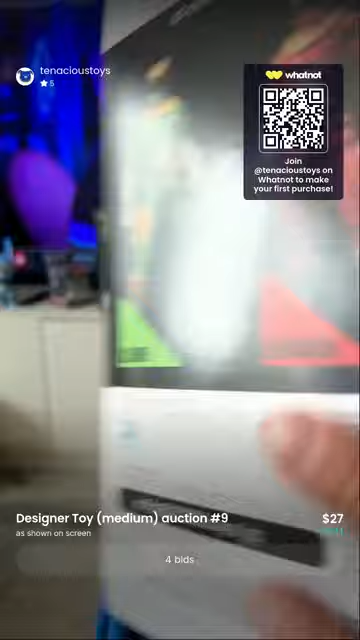 tenacioustoys
★ 5
whatnot
Join
@tenacioustoys on
Whatnot to make
your first purchase!
Designer Toy (medium) auction #9
$27
as shown on screen
4 bids